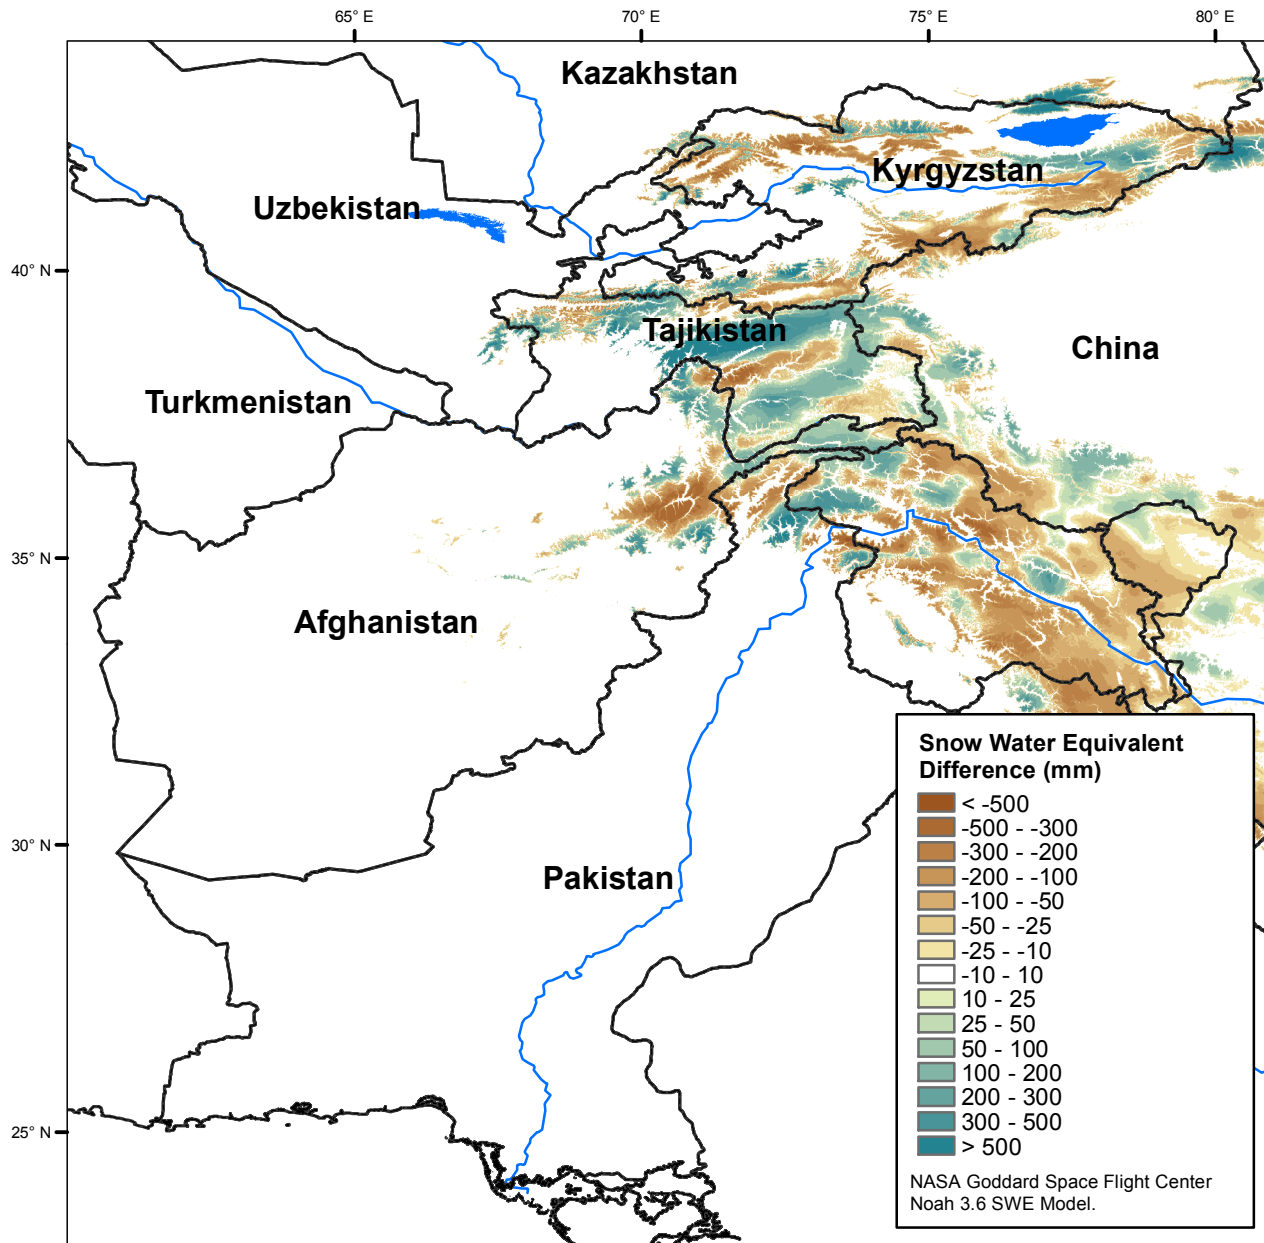 65° E 70° E 75° E 80° E
Kazakhstan
Kyrgyzstan
Uzbekistan
40° N
Tajikistan
China
Turkmenistan
35° N
Afghanistan
Snow Water Equivalent
Difference (mm)
< -500
-500 - -300
-300 - -200
-200 - -100
-100 - -50
-50 - -25
-25 - -10
-10 - 10
10 - 25
25 - 50
50 - 100
100 - 200
200 - 300
300 - 500
> 500
NASA Goddard Space Flight Center
Noah 3.6 SWE Model.
30° N
Pakistan
25° N